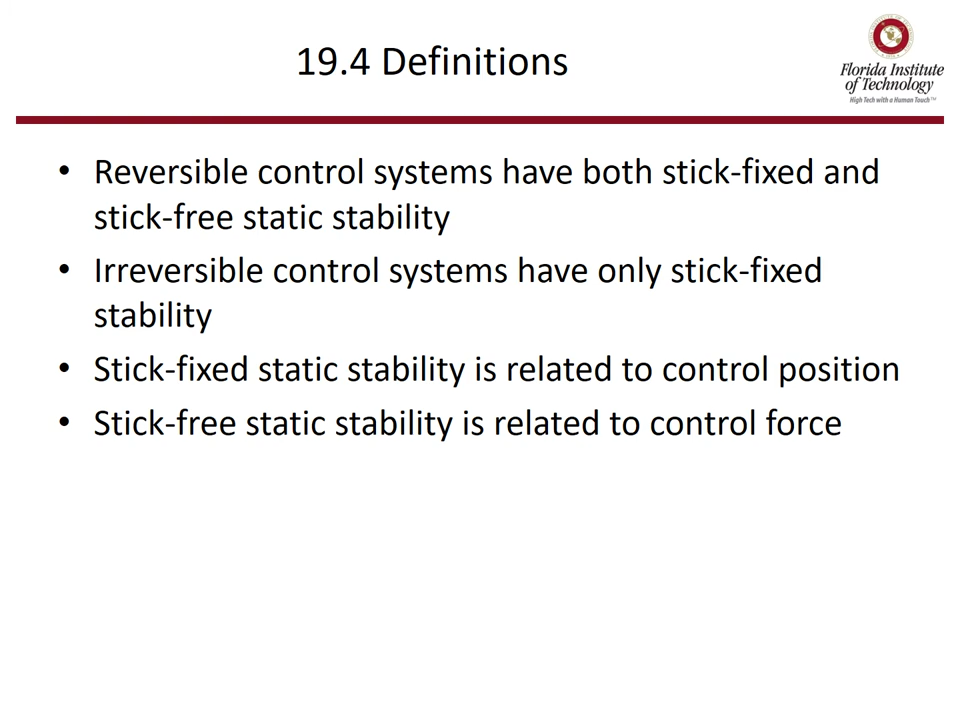 19.4 Definitions
Florida Institute
of Technology
High Tech with a Human Touch™
• Reversible control systems have both stick-fixed and
stick-free static stability
• Irreversible control systems have only stick-fixed
stability
• Stick-fixed static stability is related to control position
• Stick-free static stability is related to control force